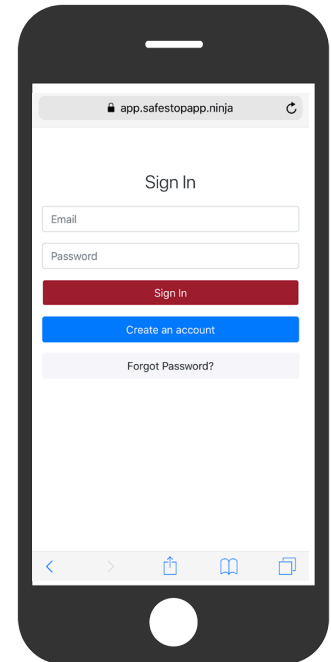 app.safestopapp.ninja
Sign In
Email
Password
Sign In
Create an account
Forgot Password?